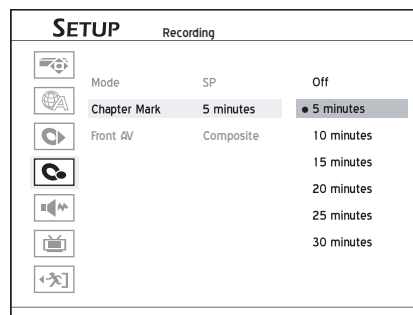 SETUP Recording
Mode SP Off
Chapter Mark 5 minutes ● 5 minutes
Front AV Composite 10 minutes
15 minutes
20 minutes
25 minutes
30 minutes
A